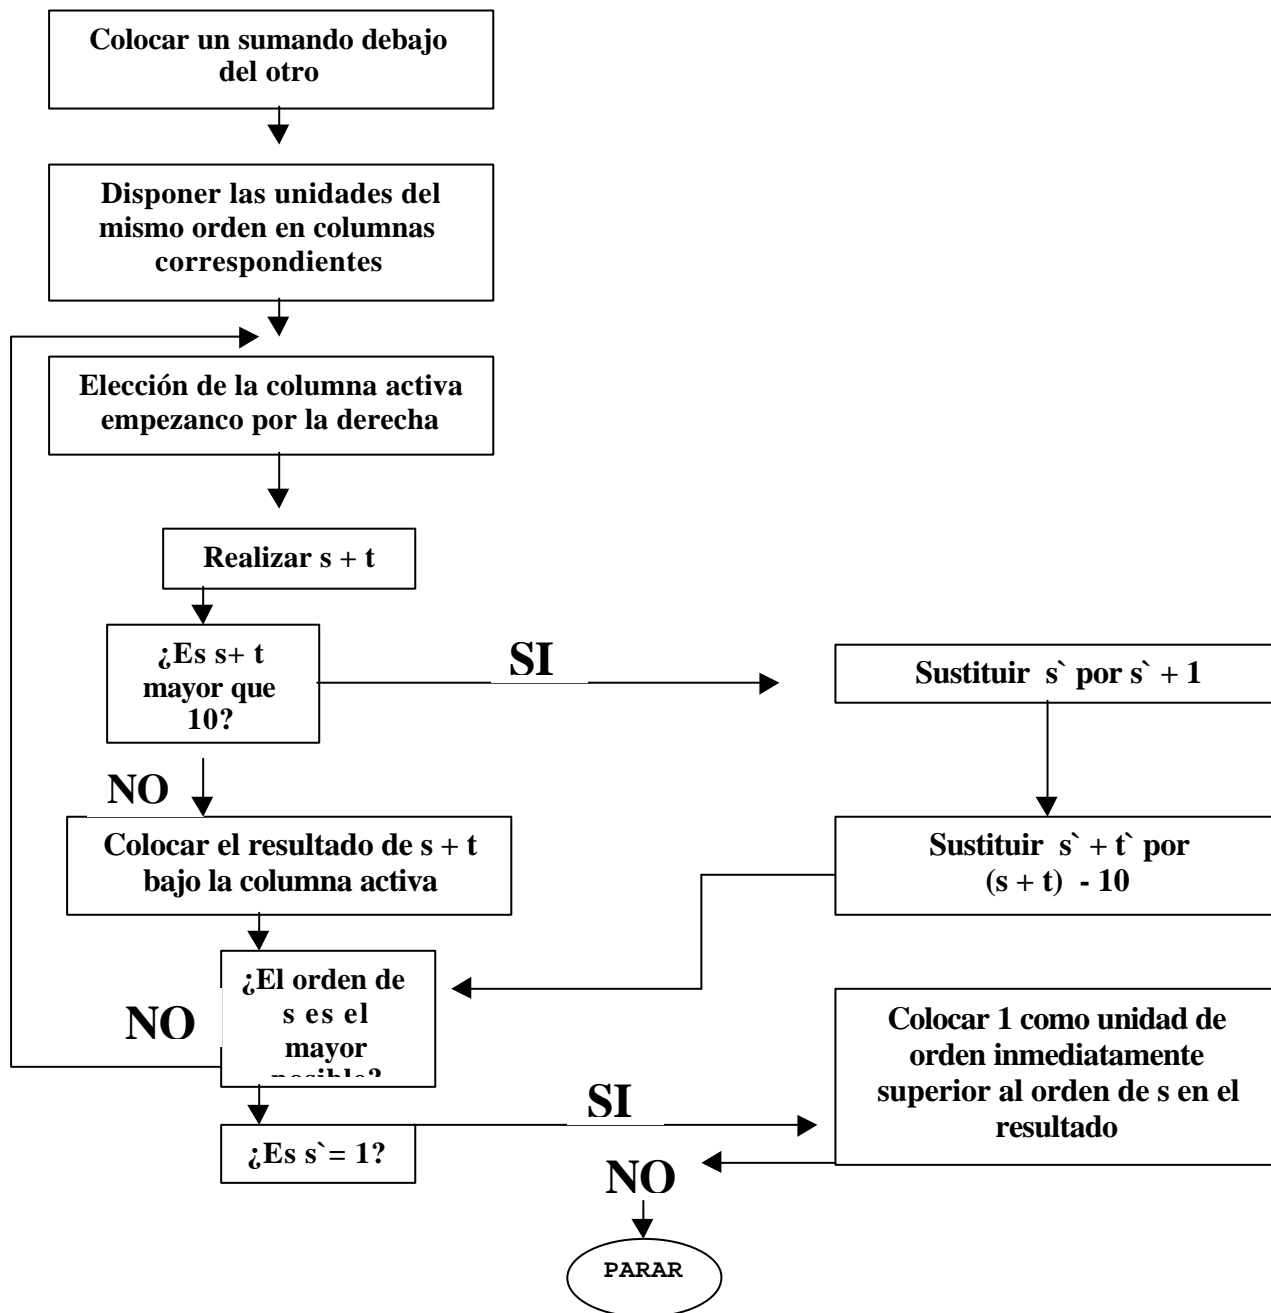 Colocar un sumando debajo
del otro
Disponer las unidades del
mismo orden en columnas
correspondientes
Elección de la columna activa
empezanco por la derecha
Realizar s + t
¿Es s+ t
mayor que
10?
SI
Sustituir s` por s` + 1
NO
Colocar el resultado de s + t
bajo la columna activa
Sustituir s` + t` por
(s + t) - 10
¿El orden de
s es el
mayor
posible?
NO
Colocar 1 como unidad de
orden inmediatamente
superior al orden de s en el
resultado
¿Es s`= 1?
SI
NO
PARAR